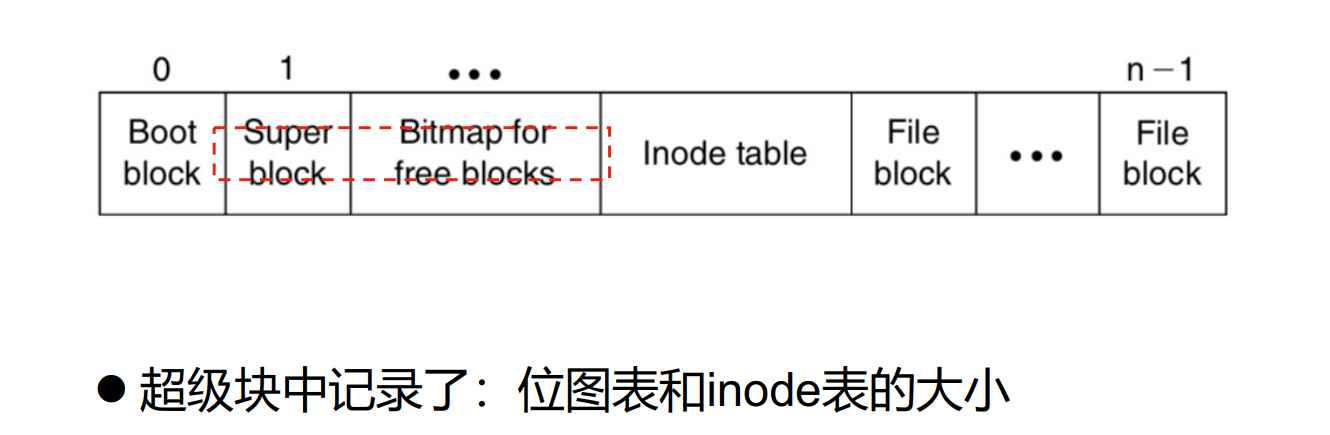 0 1 ••• n−1
Boot block
Super block
Bitmap for free blocks
Inode table
File block
•••
File block
● 超级块中记录了：位图表和inode表的大小